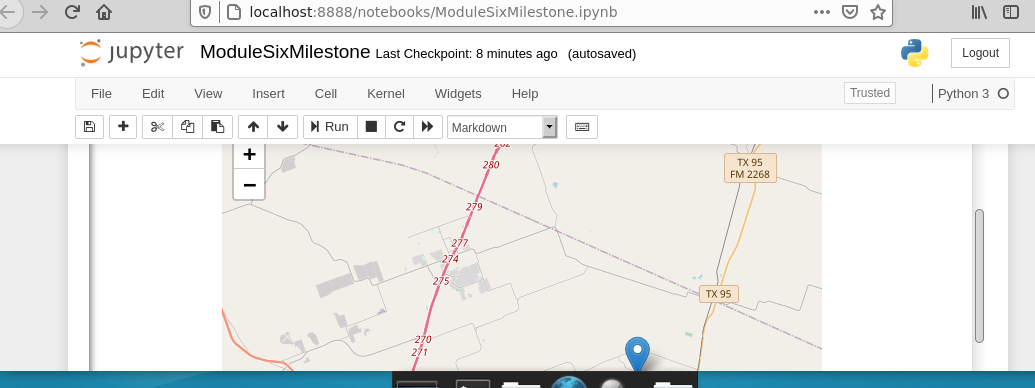 localhost:8888/notebooks/ModuleSixMilestone.ipynb
jupyter ModuleSixMilestone Last Checkpoint: 8 minutes ago (autosaved)
Logout
File Edit View Insert Cell Kernel Widgets Help
Trusted Python 3
Run Markdown
+
−
280
TX 95
FM 2268
279
277
274
275
TX 95
270
271